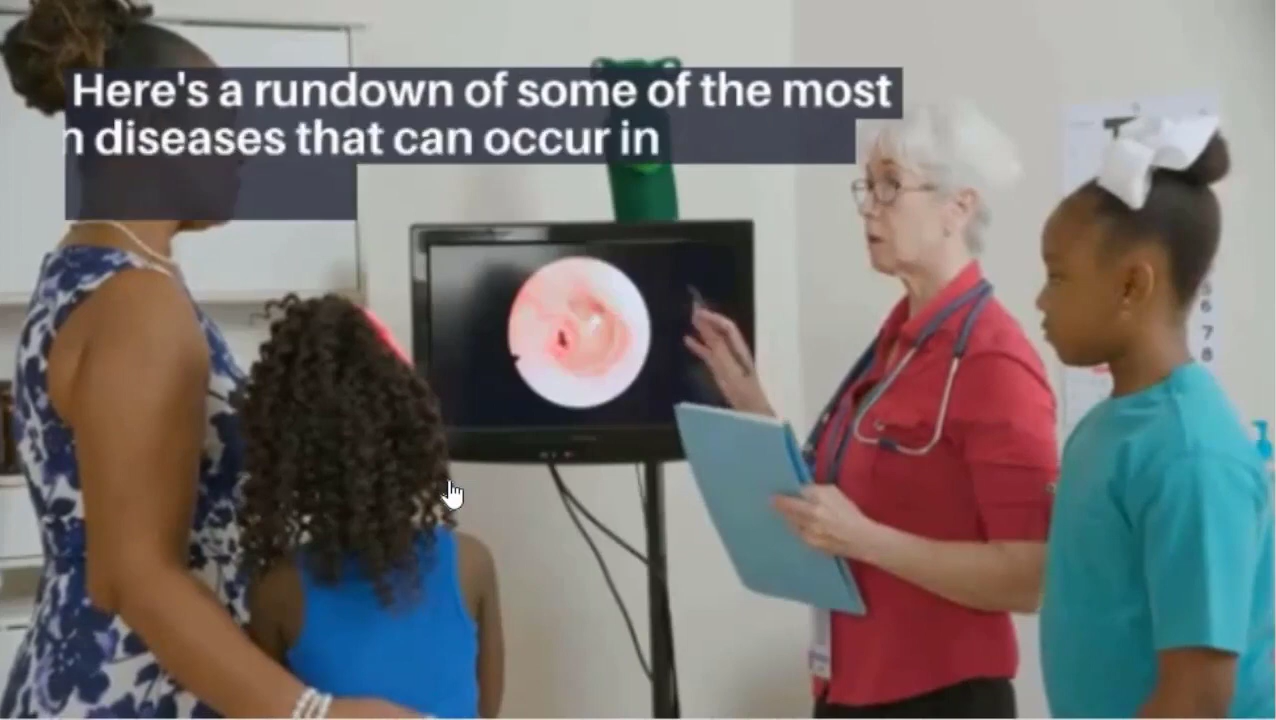 Here's a rundown of some of the most
n diseases that can occur in